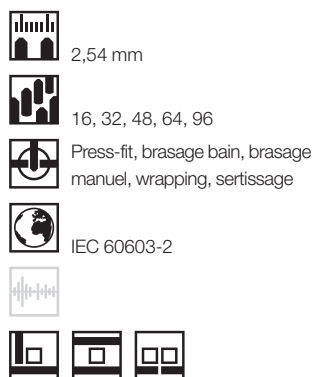 2,54 mm
16, 32, 48, 64, 96
Press-fit, brasage bain, brasage
manuel, wrapping, sertissage
IEC 60603-2